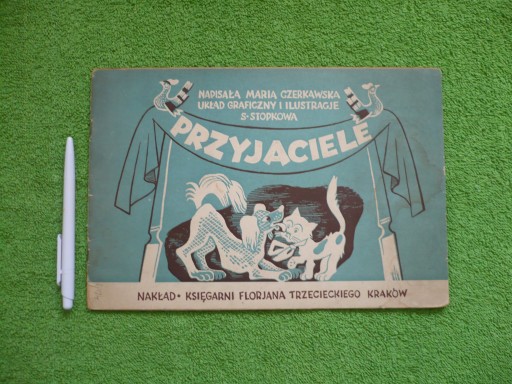 NAPISAŁA MARIA CZERKAWSKA
UKŁAD GRAFICZNY I ILUSTRACJE
S•STOPKOWA
PRZYJACIELE
NAKŁAD • KSIĘGARNI FLORJANA TRZECIECKIEGO KRAKÓW